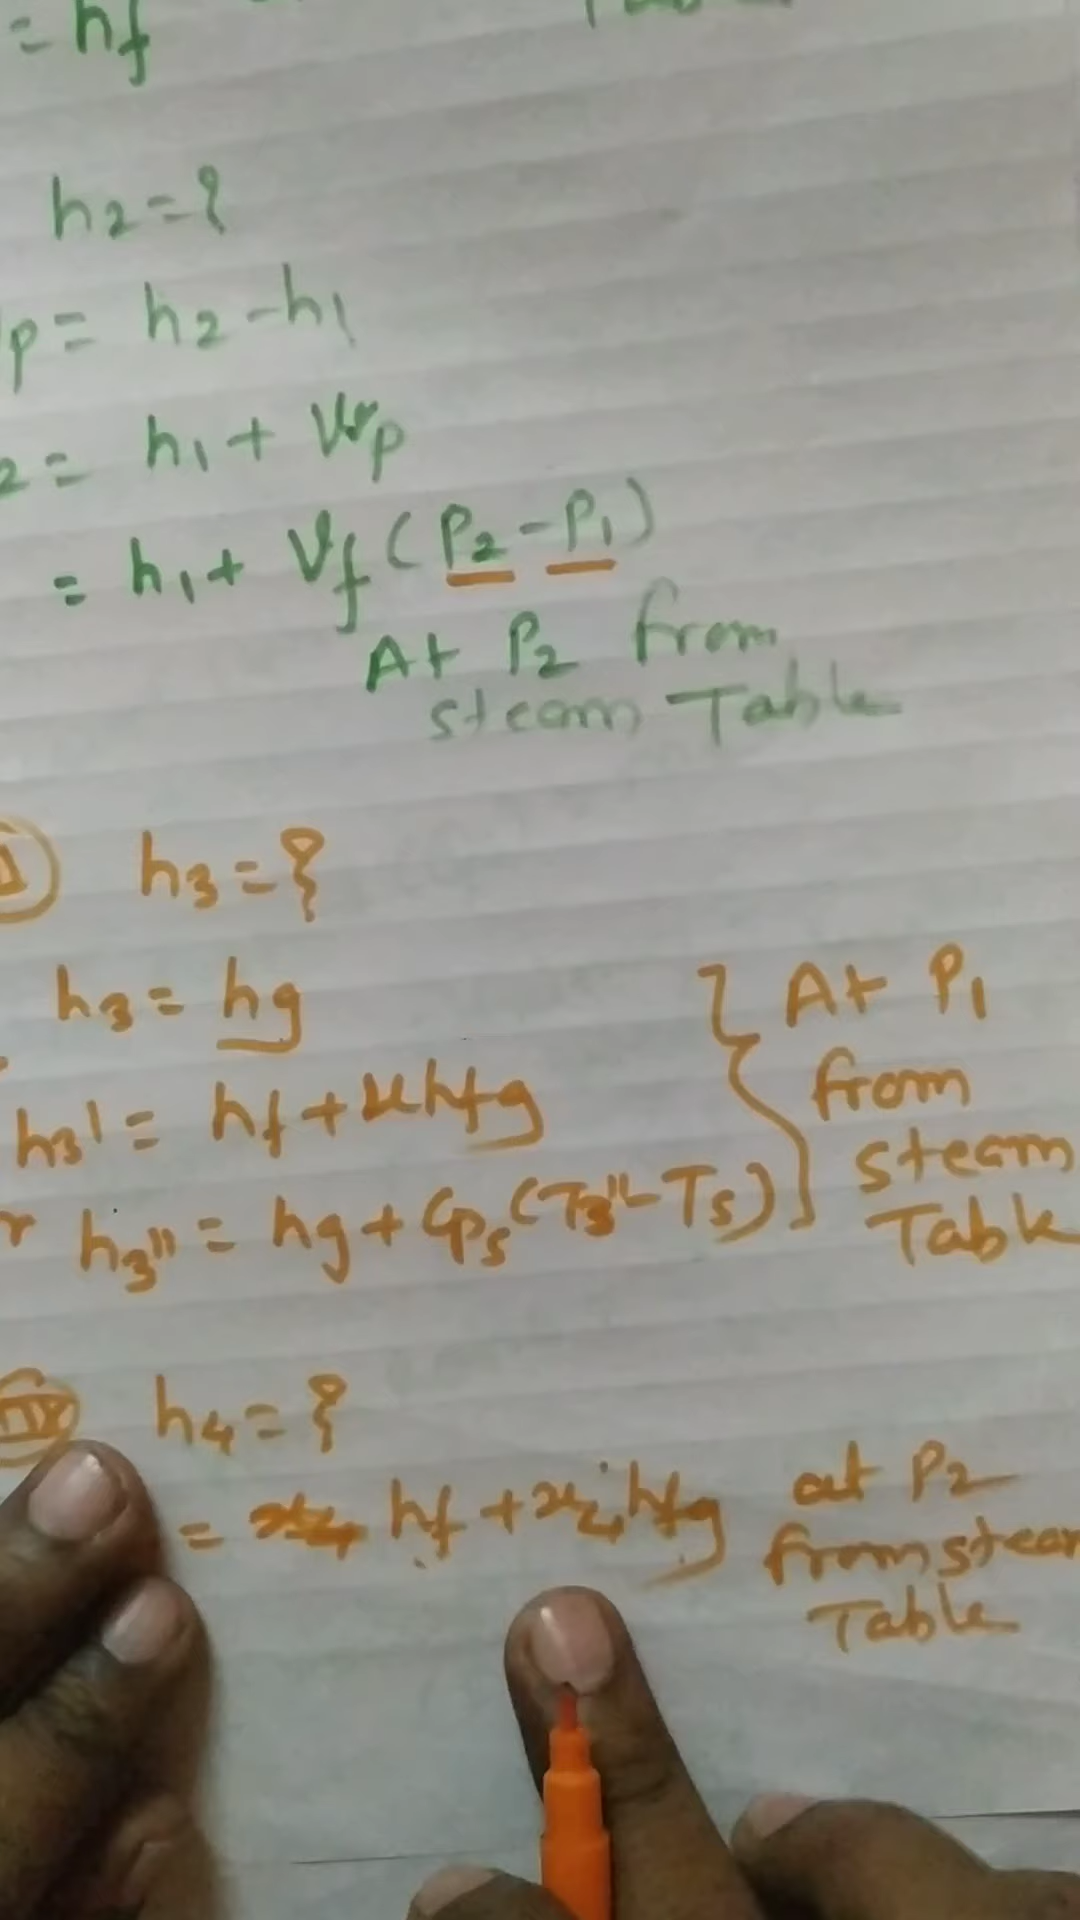 = hf
h2 = ?
p = h2 - h1
2 = h1 + Wp
= h1 + Vf (P2 - P1)
At P2 from
steam Table
h3 = ?
h3 = hg
h3' = hf + xhfg
r h3" = hg + Cps (T3" - Ts)
At P1
from
steam
Table
IV h4 = ?
= hf + x4 hfg at P2
from steam
Table